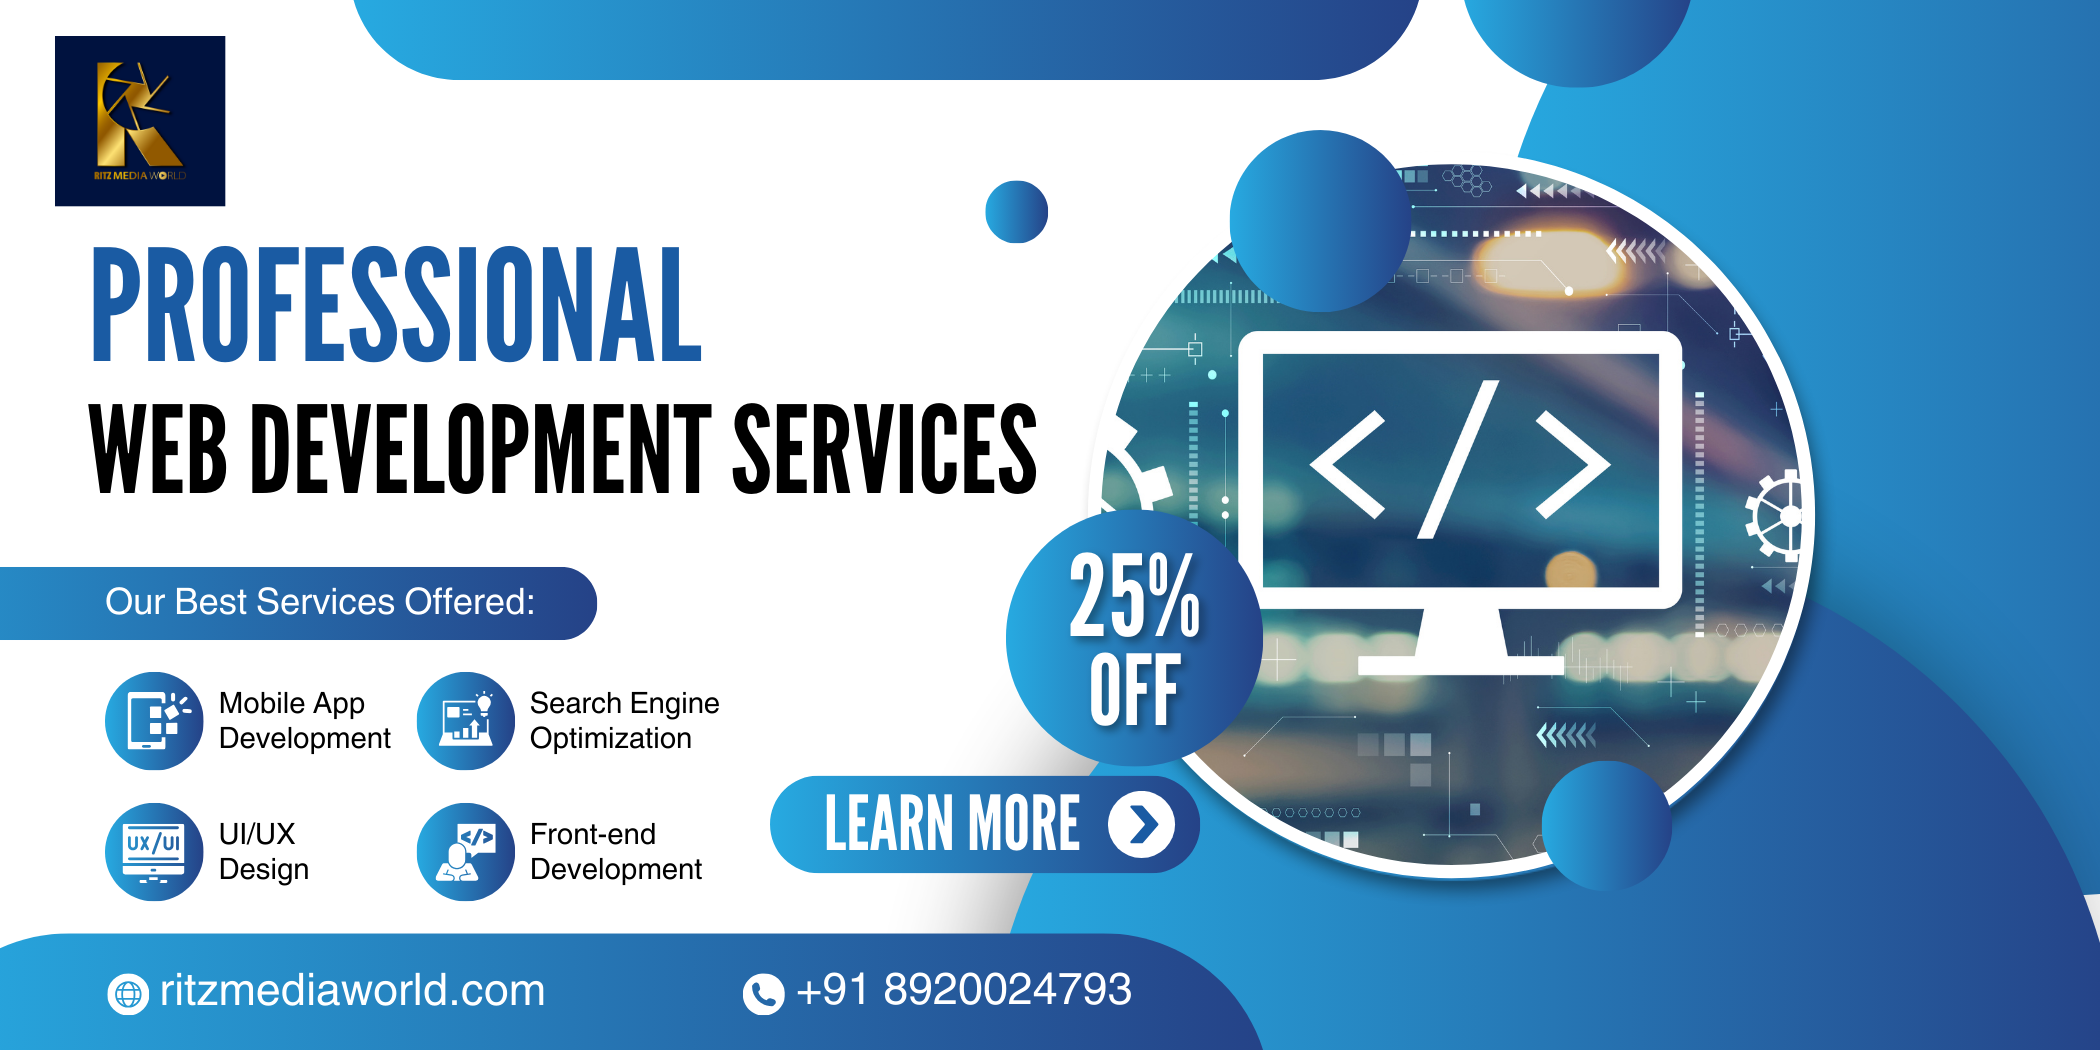 RITZ MEDIA WORLD
PROFESSIONAL
WEB DEVELOPMENT SERVICES
Our Best Services Offered:
Mobile App
Development
Search Engine
Optimization
UX/UI
UI/UX
Design
</>
Front-end
Development
</>
25%
OFF
LEARN MORE
ritzmediaworld.com
+91 8920024793